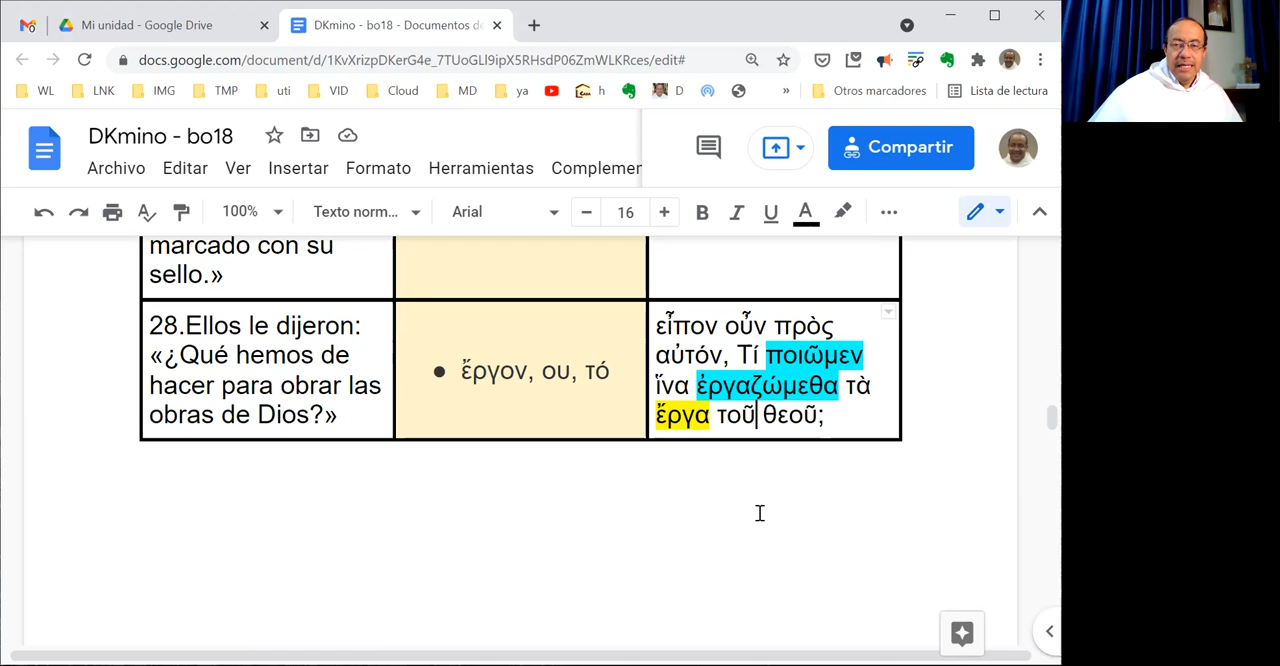 Mi unidad - Google Drive
DKmino - bo18 - Documentos de
docs.google.com/document/d/1KvXrizpDKerG4e_7TUoGLl9ipX5RHsdP06ZmWLKRces/edit#
WL LNK IMG TMP uti VID Cloud MD ya h D » Otros marcadores Lista de lectura
DKmino - bo18
Compartir
Archivo Editar Ver Insertar Formato Herramientas Complemen
100% Texto norm... Arial − 16 + B I U A
marcado con su
sello.»
28.Ellos le dijeron:
«¿Qué hemos de
hacer para obrar las
obras de Dios?»
● ἔργον, ου, τό
εἶπον οὖν πρὸς
αὐτόν, Τί ποιῶμεν
ἵνα ἐργαζώμεθα τὰ
ἔργα τοῦ θεοῦ;